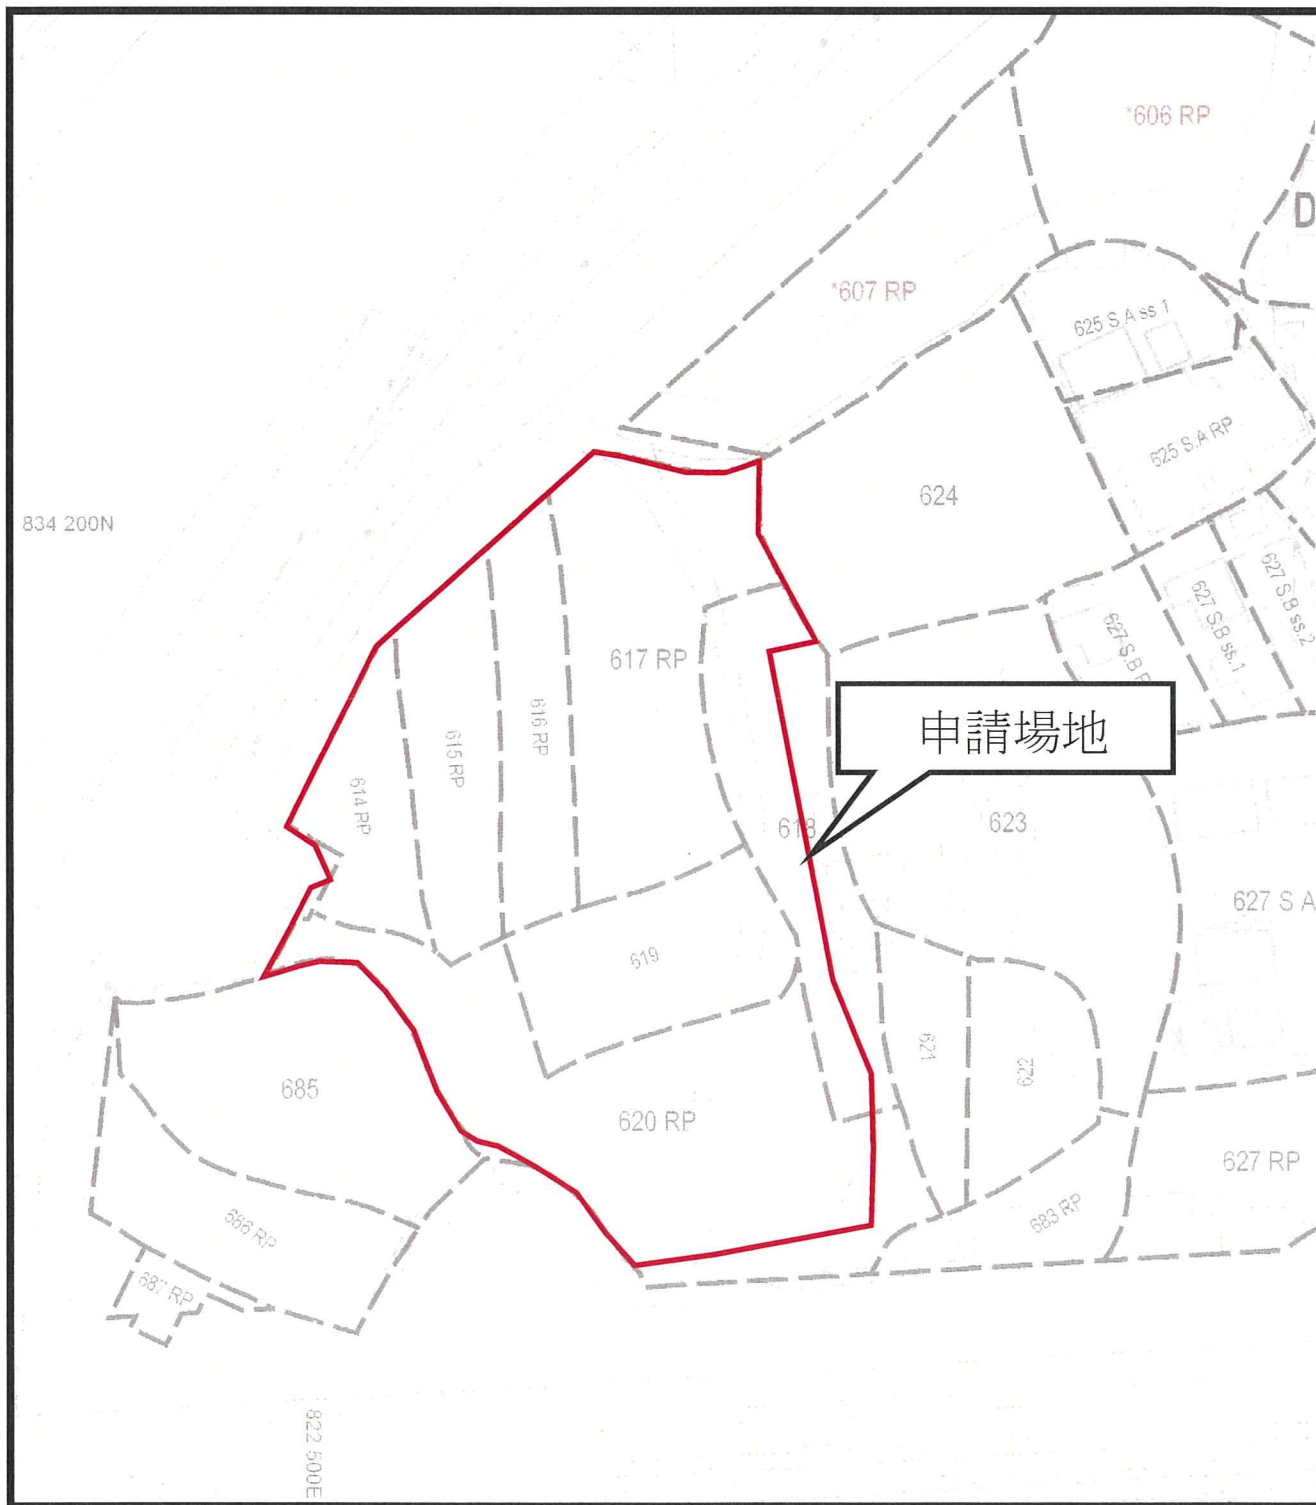 *606 RP
D
*607 RP
625 S.A ss 1
625 S.A RP
624
834 200N
627 S.B ss.2
627 S.B ss.1
627 S.B R
617 RP
616 RP
615 RP
614 RP
申請場地
618
623
627 S A
619
621
622
685
620 RP
627 RP
683 RP
686 RP
687 RP
822 500E